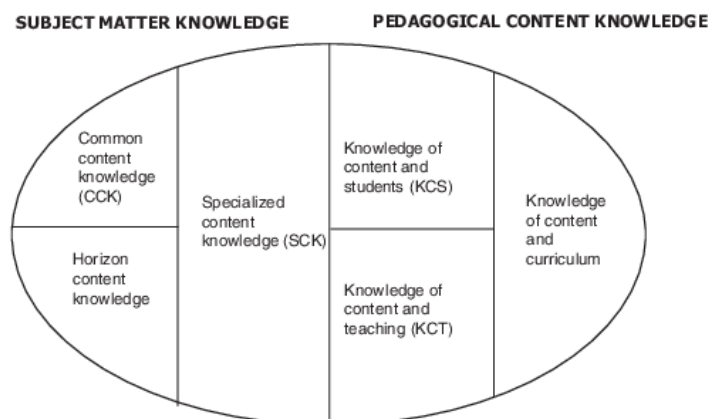 SUBJECT MATTER KNOWLEDGE
PEDAGOGICAL CONTENT KNOWLEDGE
Common
content
knowledge
(CCK)
Horizon
content
knowledge
Specialized
content
knowledge (SCK)
Knowledge of
content and
students (KCS)
Knowledge of
content and
teaching (KCT)
Knowledge
of content
and
curriculum